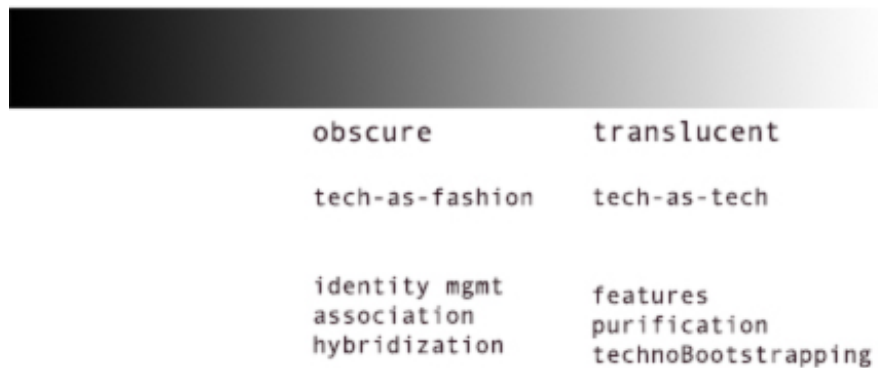 obscure
translucent
tech-as-fashion
tech-as-tech
identity mgmt
association
hybridization
features
purification
technoBootstrapping